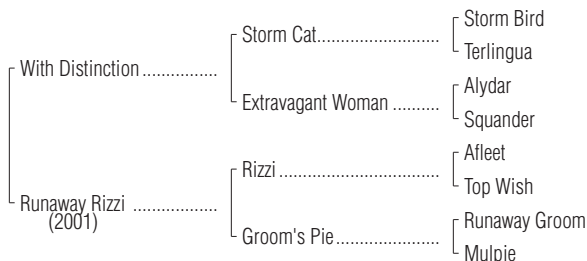 Storm Bird
Storm Cat..................
Terlingua
With Distinction ...............
Alydar
Extravagant Woman ..........
Squander
Afleet
Rizzi ..............................
Top Wish
Runaway Rizzi .................
(2001)
Runaway Groom
Groom's Pie.....................
Mulpie